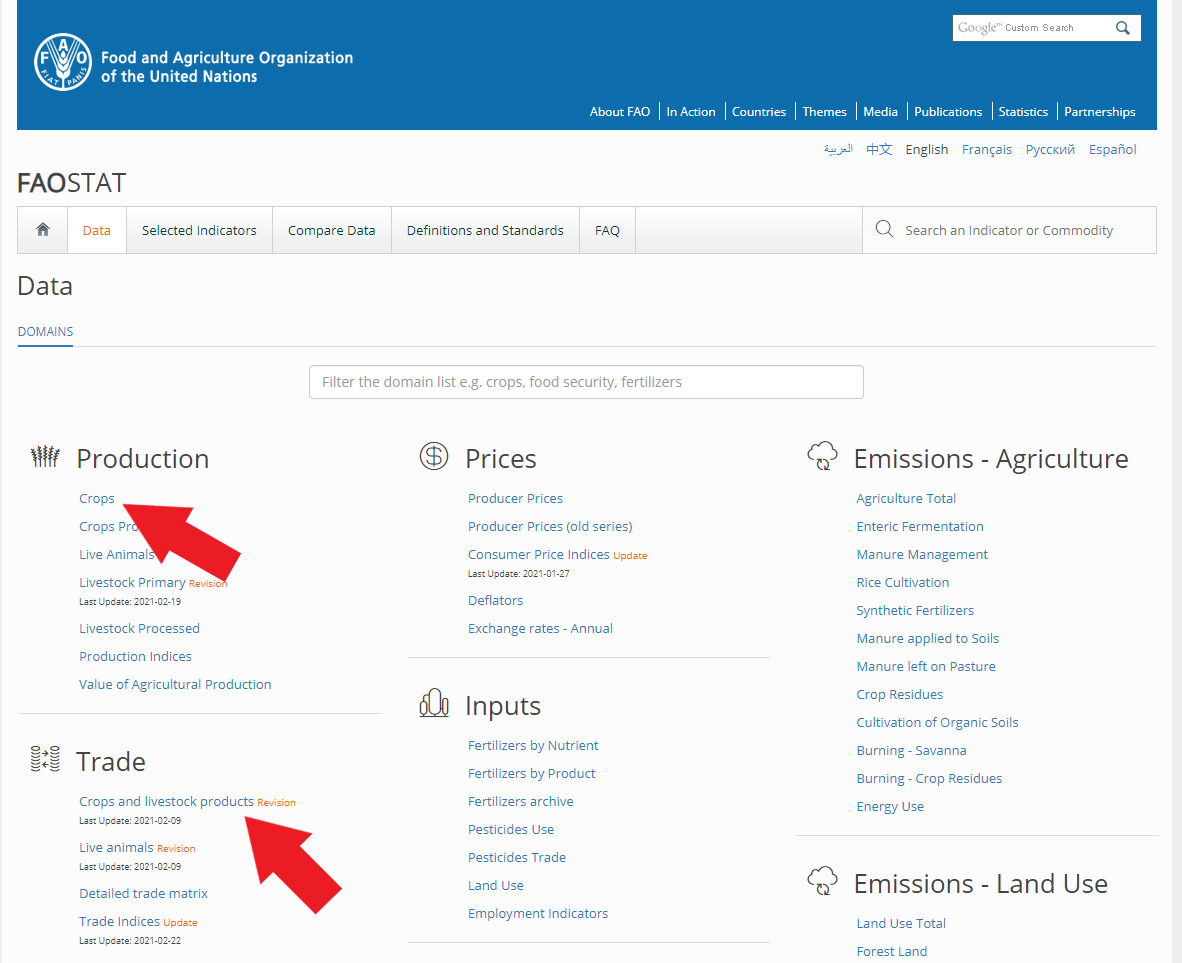 Google™ Custom Search
FAO
FIAT PANIS
Food and Agriculture Organization
of the United Nations
About FAO
In Action
Countries
Themes
Media
Publications
Statistics
Partnerships
العربية
中文
English
Français
Русский
Español
FAOSTAT
Data
Selected Indicators
Compare Data
Definitions and Standards
FAQ
Search an Indicator or Commodity
Data
DOMAINS
Filter the domain list e.g. crops, food security, fertilizers
Production
Crops
Crops Pro
Live Animals
Livestock Primary Revision
Last Update: 2021-02-19
Livestock Processed
Production Indices
Value of Agricultural Production
Trade
Crops and livestock products Revision
Last Update: 2021-02-09
Live animals Revision
Last Update: 2021-02-09
Detailed trade matrix
Trade Indices Update
Last Update: 2021-02-22
Prices
Producer Prices
Producer Prices (old series)
Consumer Price Indices Update
Last Update: 2021-01-27
Deflators
Exchange rates - Annual
Inputs
Fertilizers by Nutrient
Fertilizers by Product
Fertilizers archive
Pesticides Use
Pesticides Trade
Land Use
Employment Indicators
Emissions - Agriculture
Agriculture Total
Enteric Fermentation
Manure Management
Rice Cultivation
Synthetic Fertilizers
Manure applied to Soils
Manure left on Pasture
Crop Residues
Cultivation of Organic Soils
Burning - Savanna
Burning - Crop Residues
Energy Use
Emissions - Land Use
Land Use Total
Forest Land